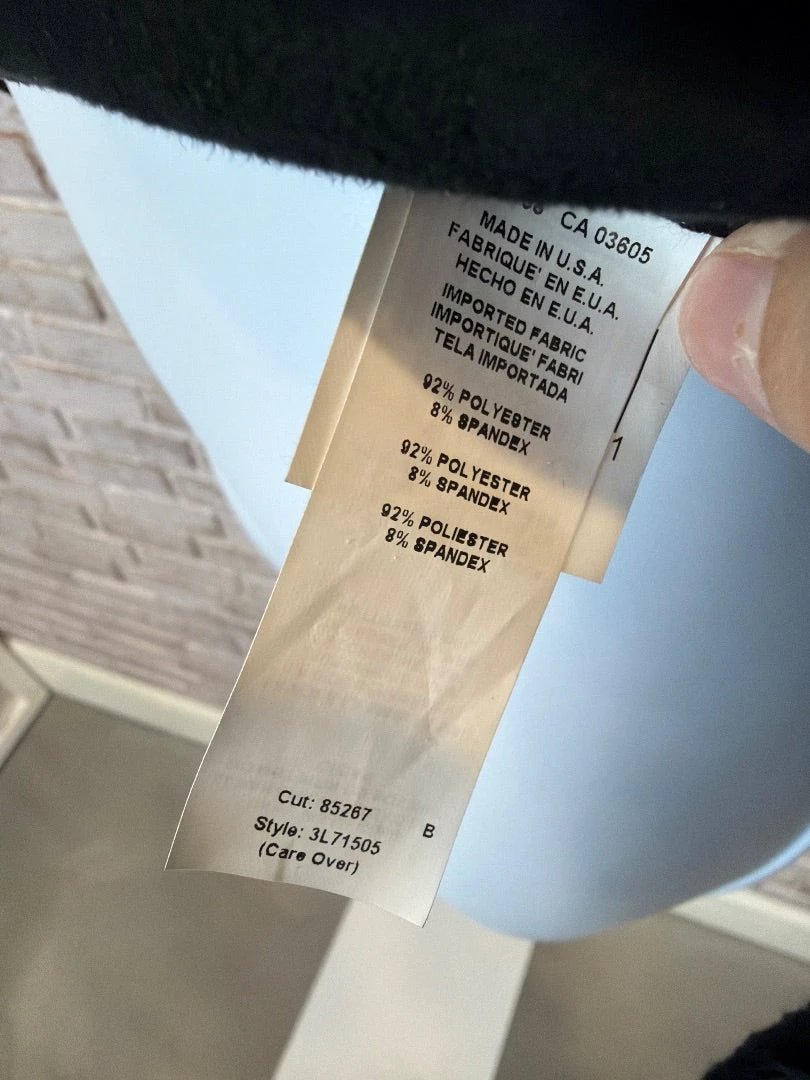 CA 03605
MADE IN U.S.A.
FABRIQUE' EN E.U.A.
HECHO EN E.U.A.
IMPORTED FABRIC
IMPORTIQUE' FABRI
TELA IMPORTADA
92% POLYESTER
8% SPANDEX
92% POLYESTER
8% SPANDEX
92% POLIESTER
8% SPANDEX
1
Cut: 85267
B
Style: 3L71505
(Care Over)